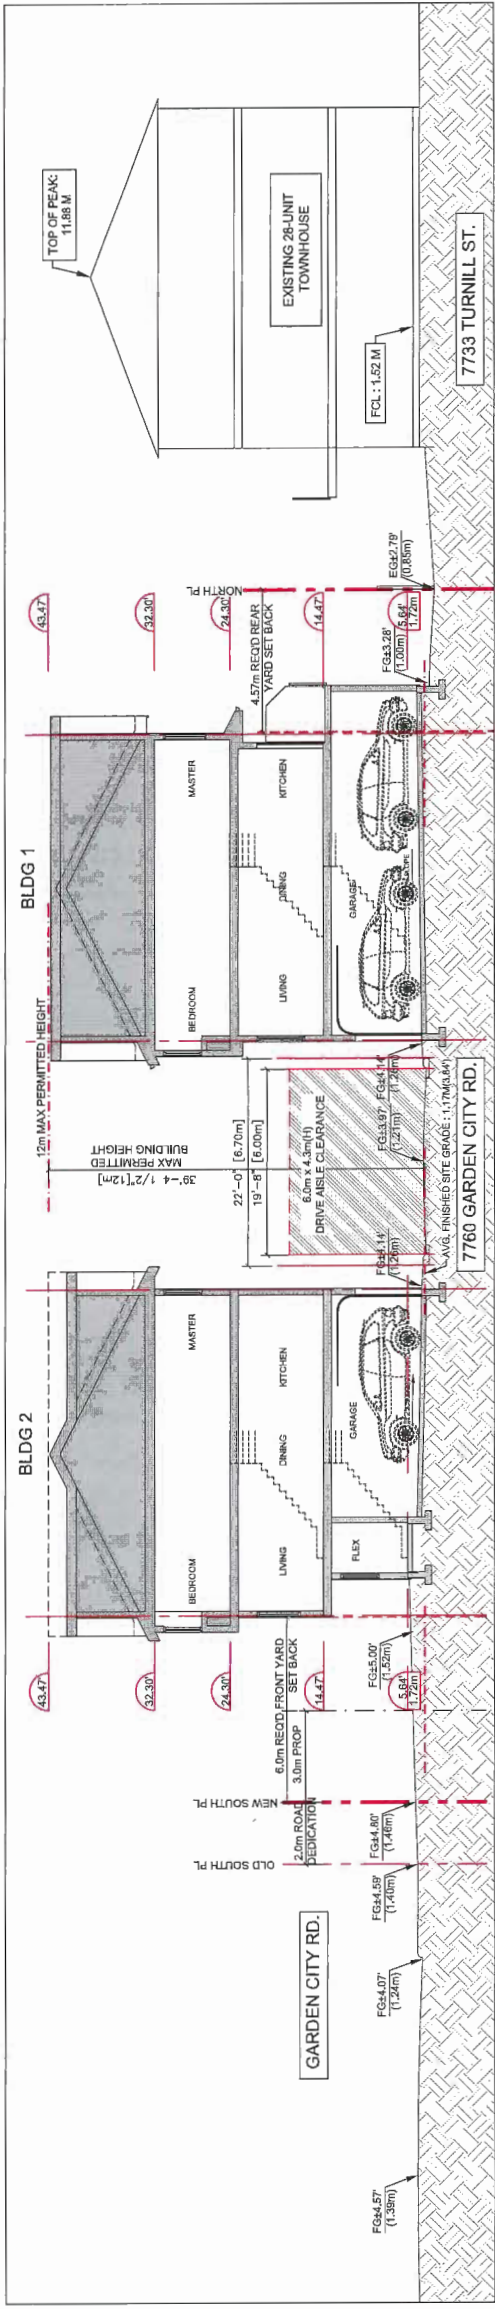 GARDEN CITY RD.
FG±4.57'
(1.39m)
FG±4.07'
(1.24m)
FG±4.59'
(1.40m)
FG±4.80'
(1.46m)
OLD SOUTH PL
NEW SOUTH PL
2.0m ROAD
DEDICATION
3.0m PROP
6.0m REQ'D FRONT YARD
SET BACK
FG±5.00'
(1.52m)
43.47'
32.30'
24.30'
14.47'
5.64'
1.72m
BLDG 2
BEDROOM
MASTER
LIVING
DINING
KITCHEN
FLEX
GARAGE
FG±4.14'
(1.26m)
12m MAX PERMITTED HEIGHT
39'-4 1/2"[12m]
MAX PERMITTED
BUILDING HEIGHT
22'-0" [6.70m]
19'-8" [6.00m]
6.0m x 4.3m(H)
DRIVE AISLE CLEARANCE
FG±3.97'
(1.21m)
FG±4.14'
(1.26m)
AVG. FINISHED SITE GRADE : 1.17M(3.84')
7760 GARDEN CITY RD.
BLDG 1
BEDROOM
MASTER
LIVING
DINING
KITCHEN
GARAGE
SLOPE
43.47'
32.30'
24.30'
14.47'
5.64'
1.72m
4.57m REQ'D REAR
YARD SET BACK
NORTH PL
FG±3.28'
(1.00m)
EG±2.79'
(0.85m)
TOP OF PEAK:
11.88 M
EXISTING 28-UNIT
TOWNHOUSE
FCL : 1.52 M
7733 TURNILL ST.